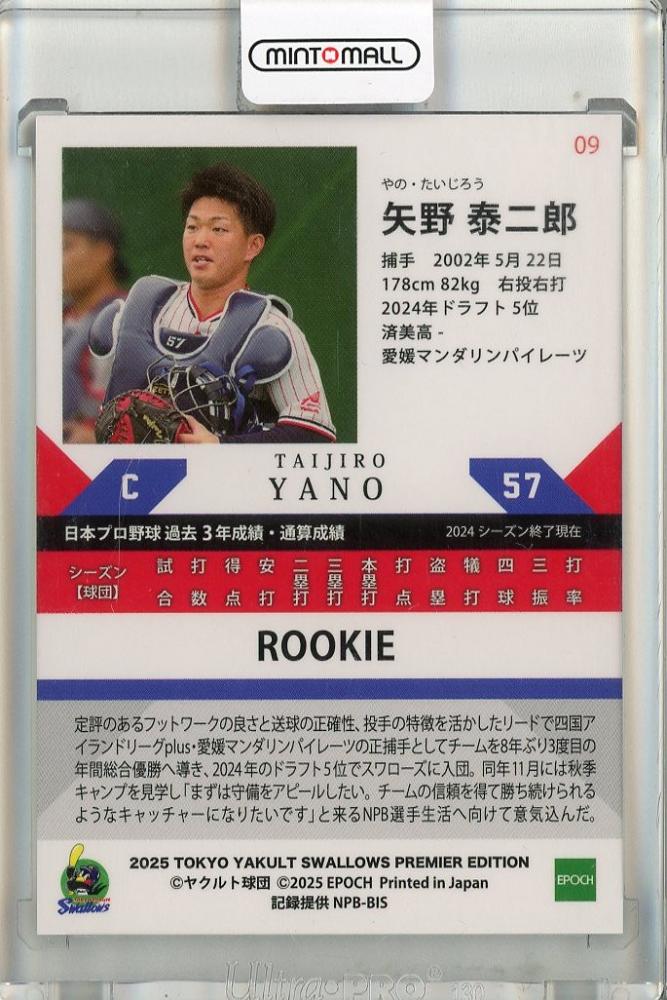 MINT MALL
09
やの・たいじろう
矢野 泰二郎
捕手 2002年 5月 22日
178cm 82kg 右投右打
2024年ドラフト 5位
済美高 -
愛媛マンダリンパイレーツ
57
TAIJIRO
YANO
C
57
日本プロ野球 過去 3年成績・通算成績
2024 シーズン終了現在
シーズン【球団】 試合 打数 得点 安打 二塁打 三塁打 本塁打 打点 盗塁 犠打 四球 三振 打率
ROOKIE
定評のあるフットワークの良さと送球の正確性、投手の特徴を活かしたリードで四国ア
イランドリーグplus・愛媛マンダリンパイレーツの正捕手としてチームを8年ぶり3度目の
年間総合優勝へ導き、2024年のドラフト5位でスワローズに入団。同年11月には秋季
キャンプを見学し「まずは守備をアピールしたい。チームの信頼を得て勝ち続けられる
ようなキャッチャーになりたいです」と来るNPB選手生活へ向けて意気込んだ。
2025 TOKYO YAKULT SWALLOWS PREMIER EDITION
©ヤクルト球団 ©2025 EPOCH Printed in Japan
記録提供 NPB-BIS
Swallows
EPOCH
Ultra·PRO® 130